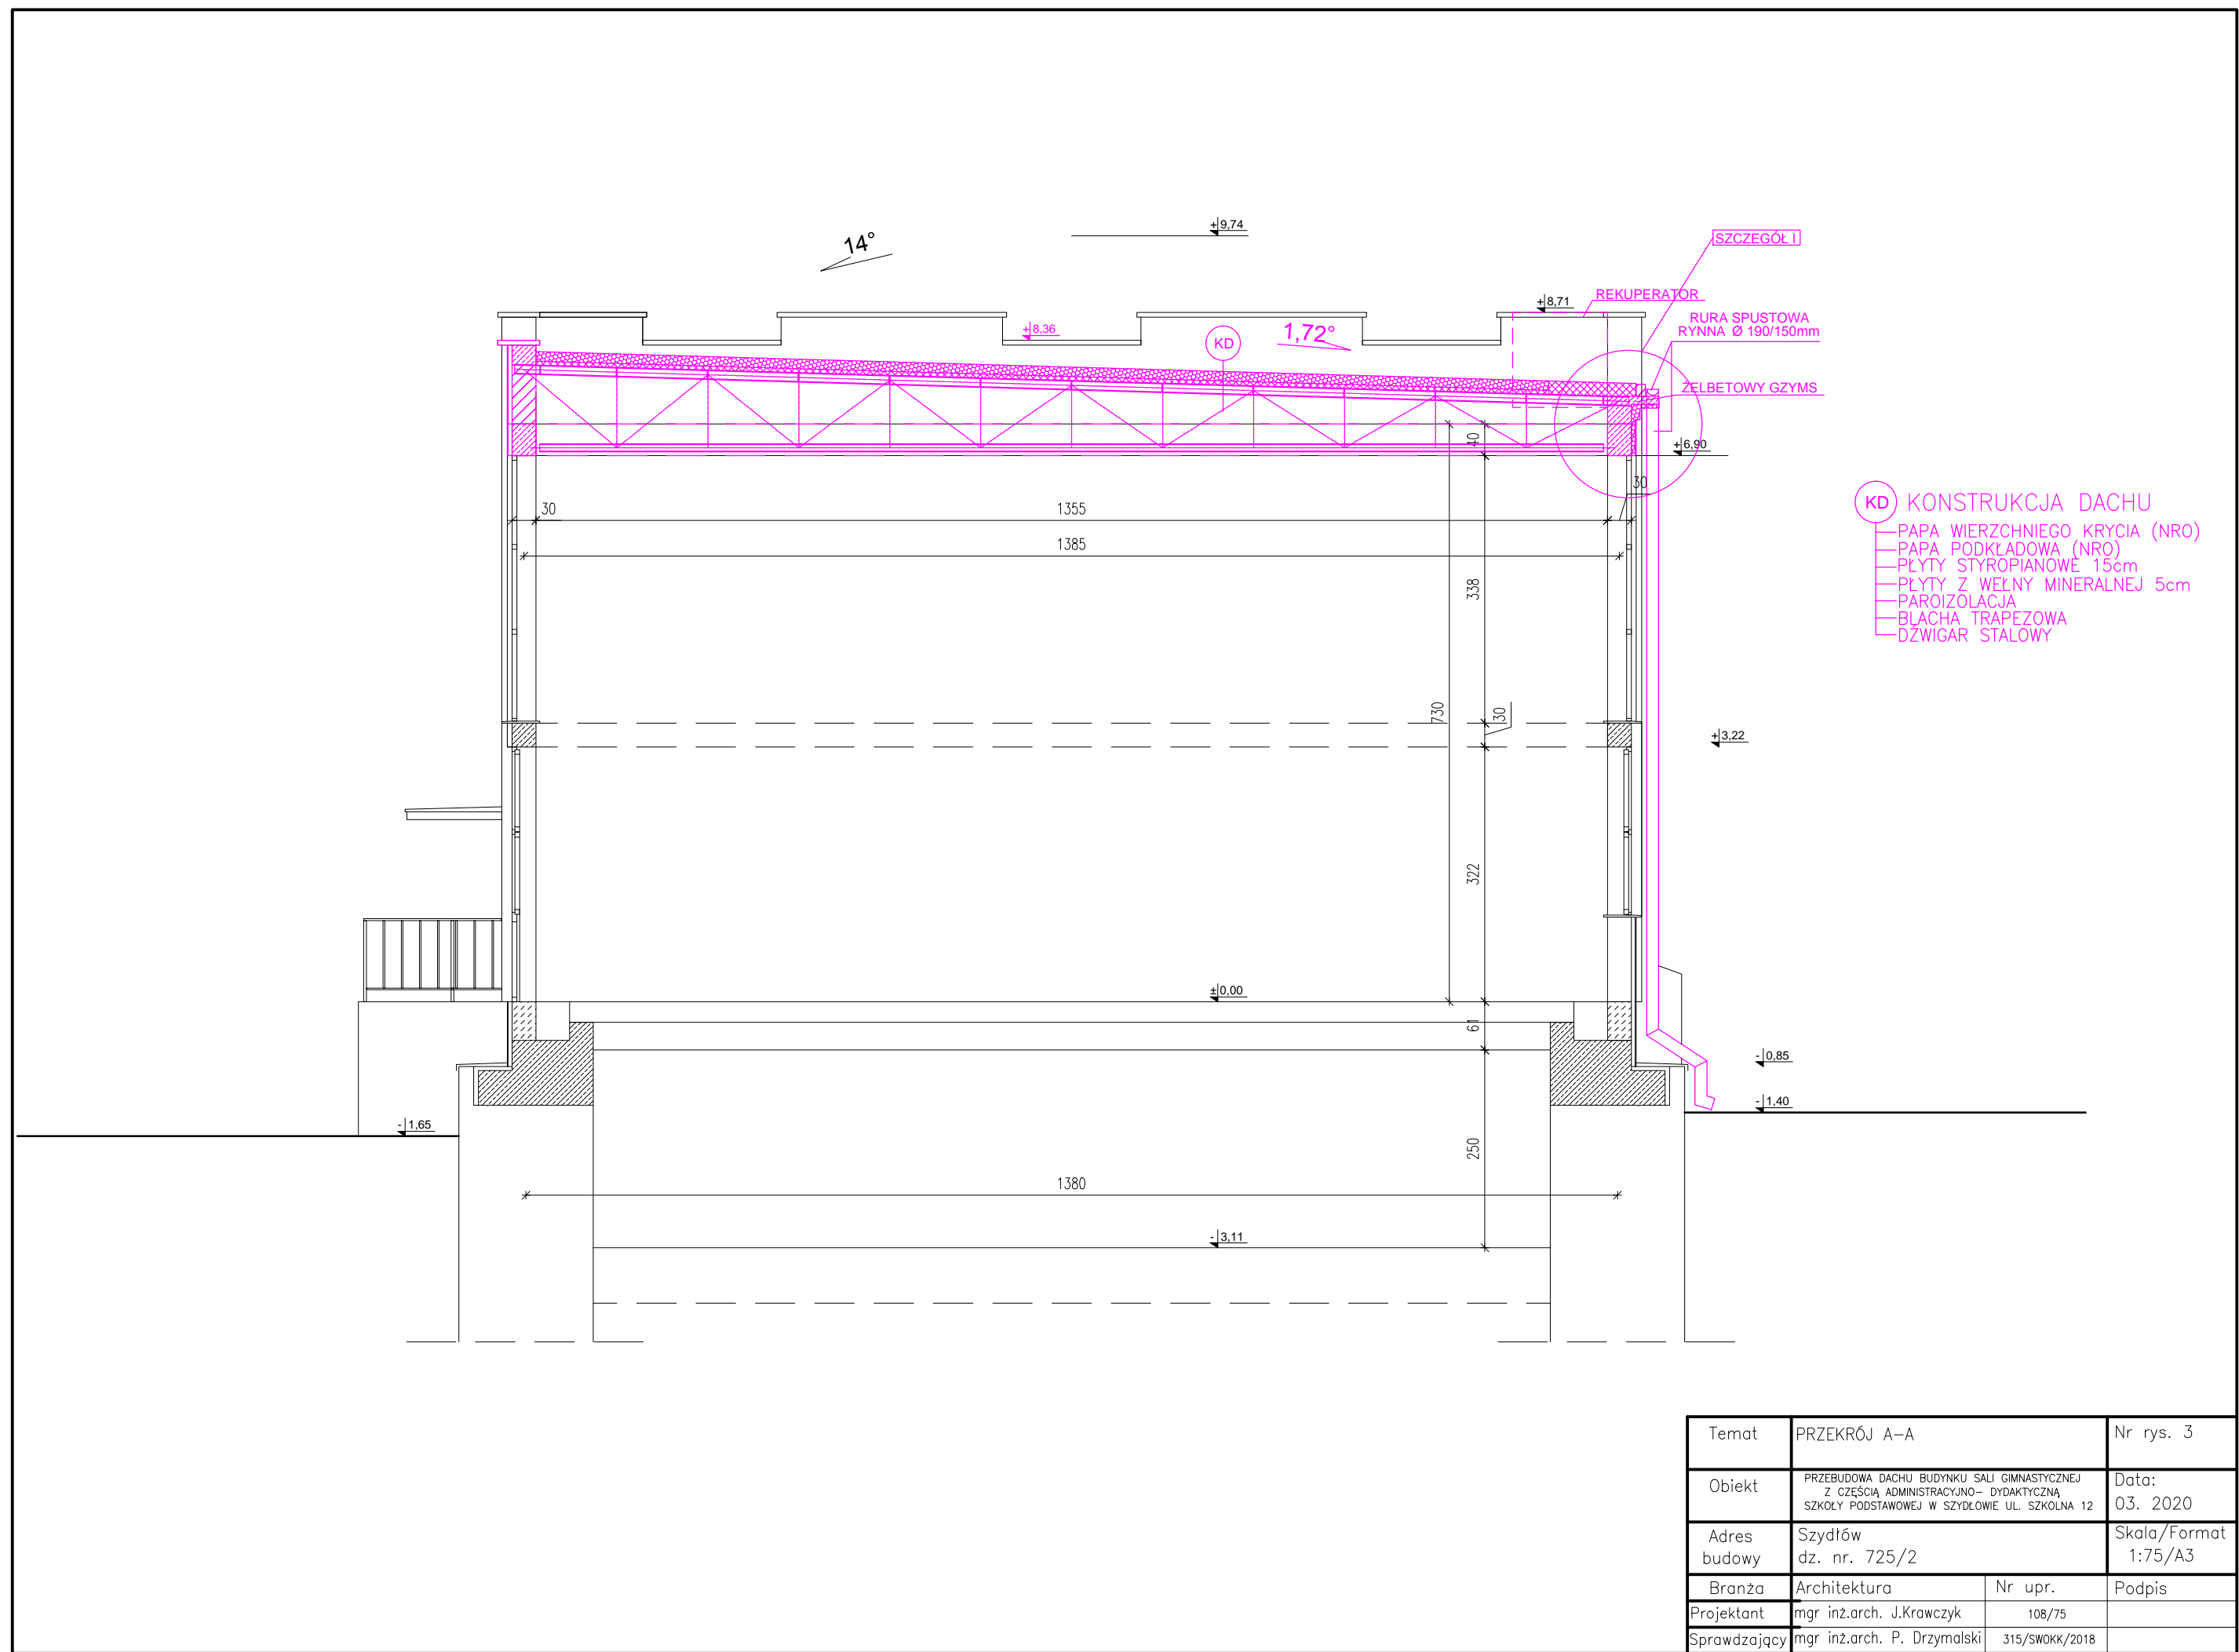 +9,74
14°
SZCZEGÓŁ I
REKUPERATOR
+8,71
RURA SPUSTOWA
RYNNA Ø 190/150mm
+8,36
KD
1,72°
ŻELBETOWY GZYMS
40
+6,90
30
30
1355
1385
KD KONSTRUKCJA DACHU
PAPA WIERZCHNIEGO KRYCIA (NRO)
PAPA PODKŁADOWA (NRO)
PŁYTY STYROPIANOWE 15cm
PŁYTY Z WEŁNY MINERALNEJ 5cm
PAROIZOLACJA
BLACHA TRAPEZOWA
DŹWIGAR STALOWY
338
730
30
+3,22
322
±0,00
61
-0,85
-1,40
-1,65
250
1380
-3,11
Temat PRZEKRÓJ A-A Nr rys. 3
Obiekt PRZEBUDOWA DACHU BUDYNKU SALI GIMNASTYCZNEJ
Z CZĘŚCIĄ ADMINISTRACYJNO- DYDAKTYCZNĄ
SZKOŁY PODSTAWOWEJ W SZYDŁOWIE UL. SZKOLNA 12
Data:
03. 2020
Adres
budowy
Szydłów
dz. nr. 725/2
Skala/Format
1:75/A3
Branża Architektura Nr upr. Podpis
Projektant mgr inż.arch. J.Krawczyk 108/75
Sprawdzający mgr inż.arch. P. Drzymalski 315/SWOKK/2018